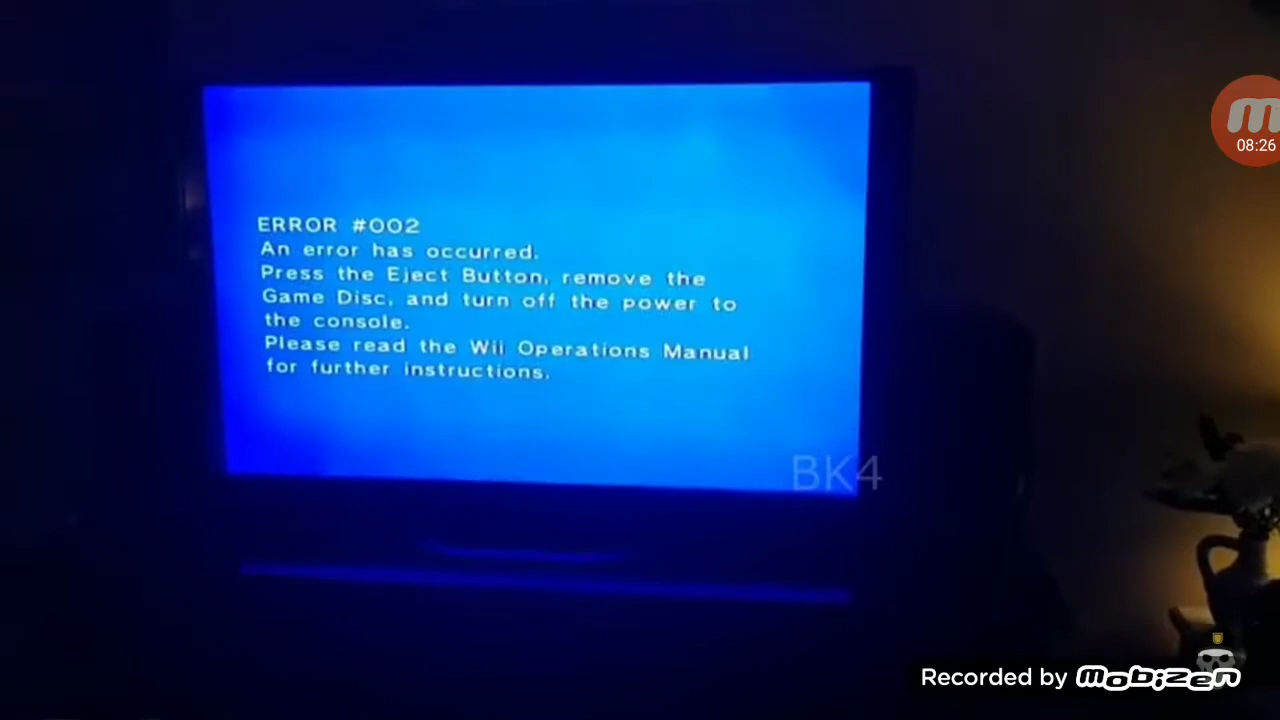 08:26
ERROR #002
An error has occurred.
Press the Eject Button, remove the
Game Disc, and turn off the power to
the console.
Please read the Wii Operations Manual
for further instructions.
BK4
Recorded by mobizen